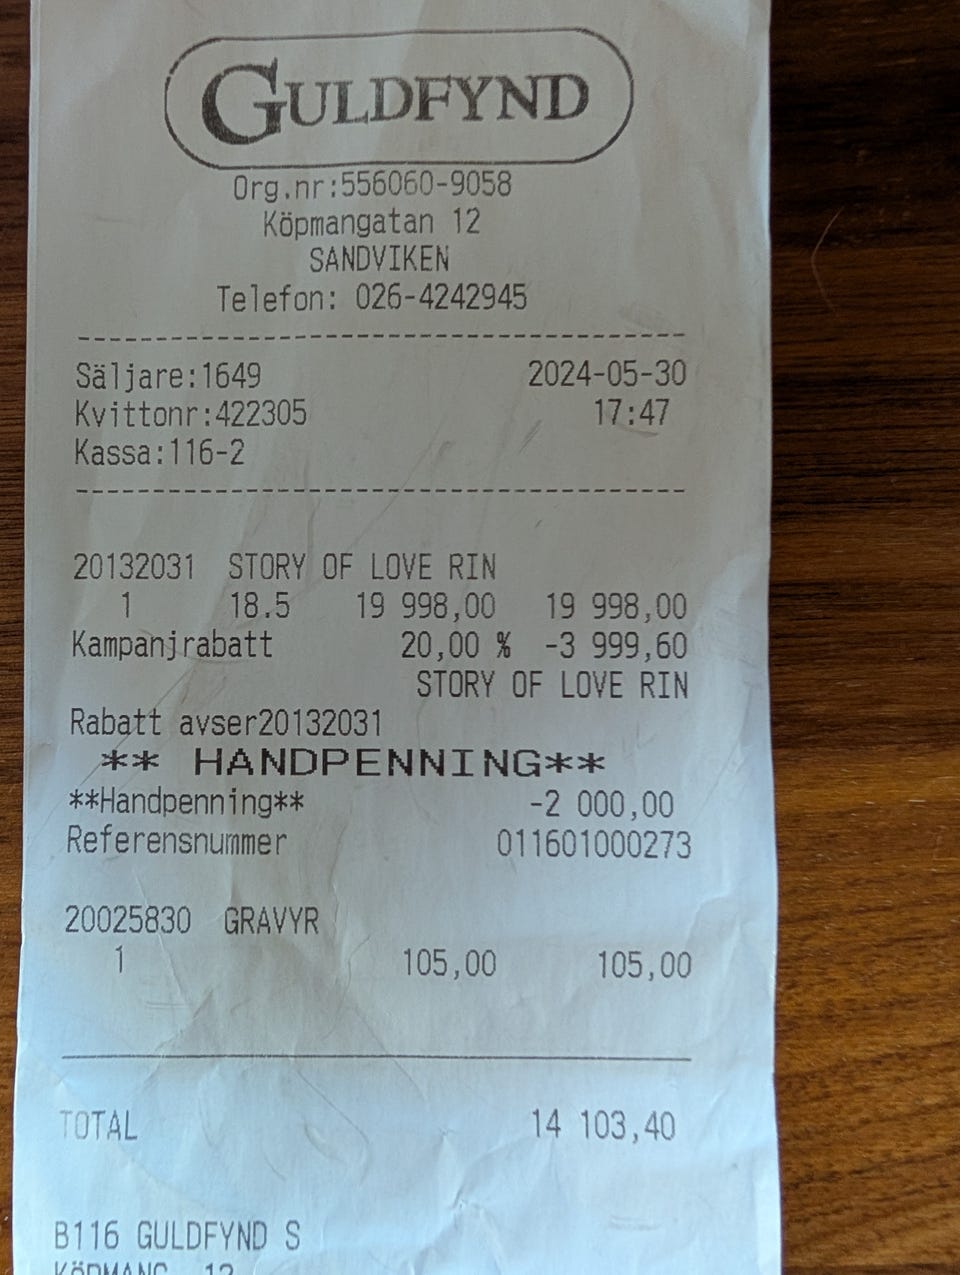 GULDFYND
Org.nr:556060-9058
Köpmangatan 12
SANDVIKEN
Telefon: 026-4242945
----------------------------------------
Säljare:1649 2024-05-30
Kvittonr:422305 17:47
Kassa:116-2
----------------------------------------
20132031 STORY OF LOVE RIN
1 18.5 19 998,00 19 998,00
Kampanjrabatt 20,00 % -3 999,60
STORY OF LOVE RIN
Rabatt avser20132031
** HANDPENNING**
**Handpenning** -2 000,00
Referensnummer 011601000273
20025830 GRAVYR
1 105,00 105,00
TOTAL 14 103,40
B116 GULDFYND S
KÖPMANG. 12